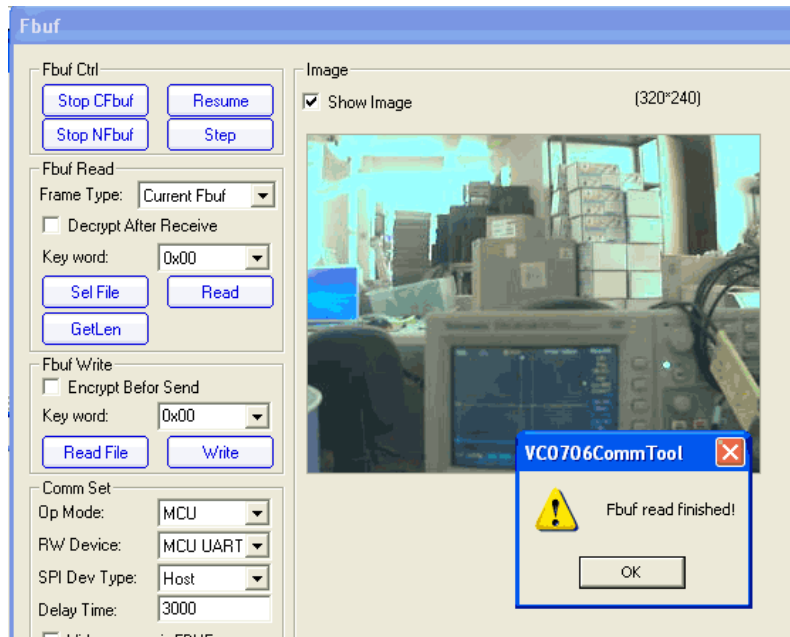 Fbuf
Fbuf Ctrl
Stop CFbuf
Resume
Stop NFbuf
Step
Fbuf Read
Frame Type:
Current Fbuf
Decrypt After Receive
Key word:
0x00
Sel File
Read
GetLen
Fbuf Write
Encrypt Befor Send
Key word:
0x00
Read File
Write
Comm Set
Op Mode:
MCU
RW Device:
MCU UART
SPI Dev Type:
Host
Delay Time:
3000
Image
Show Image
(320*240)
VC0706CommTool
Fbuf read finished!
OK